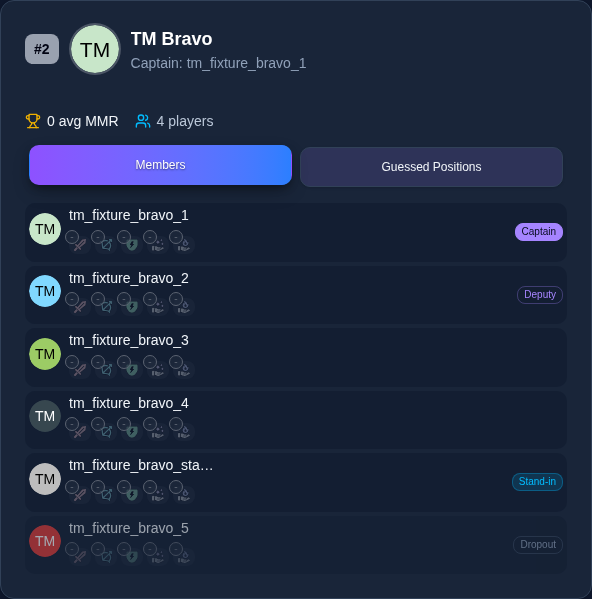 #2
TM
TM Bravo
Captain: tm_fixture_bravo_1
0 avg MMR
4 players
Members
Guessed Positions
TM
tm_fixture_bravo_1
- - - - -
Captain
TM
tm_fixture_bravo_2
- - - - -
Deputy
TM
tm_fixture_bravo_3
- - - - -
TM
tm_fixture_bravo_4
- - - - -
TM
tm_fixture_bravo_sta…
- - - - -
Stand-in
TM
tm_fixture_bravo_5
- - - - -
Dropout